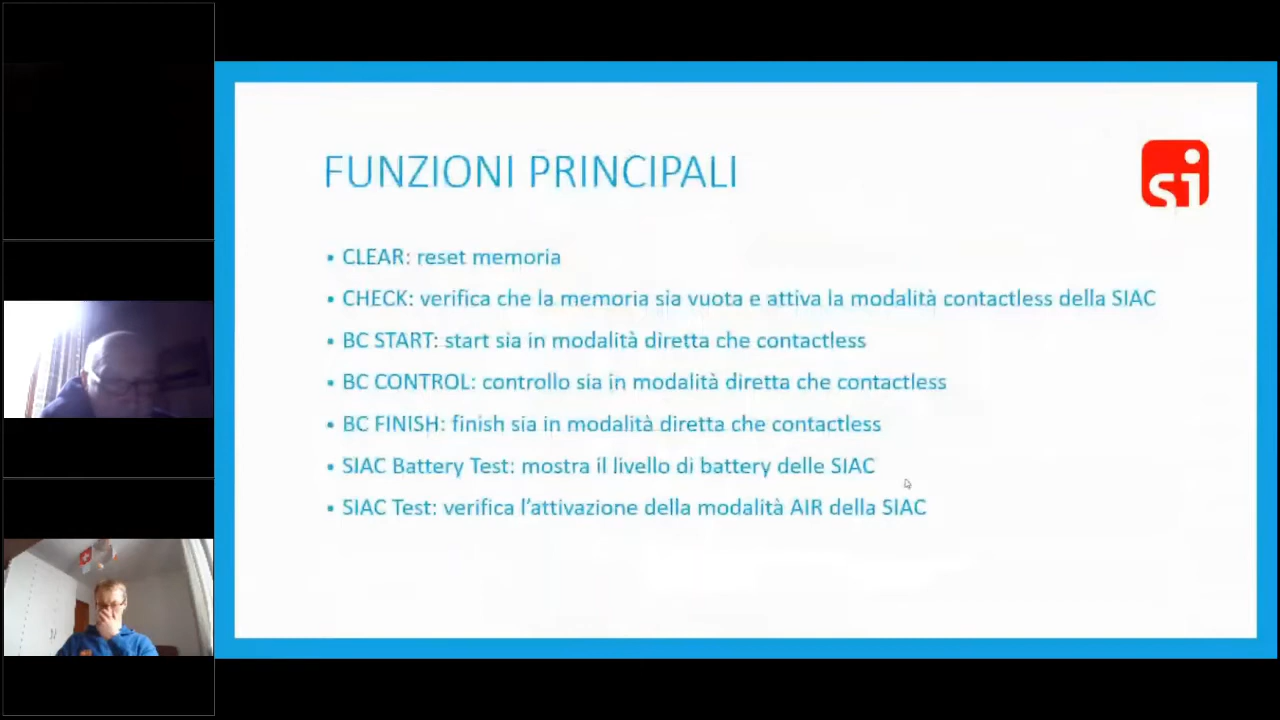 FUNZIONI PRINCIPALI
si
• CLEAR: reset memoria
• CHECK: verifica che la memoria sia vuota e attiva la modalità contactless della SIAC
• BC START: start sia in modalità diretta che contactless
• BC CONTROL: controllo sia in modalità diretta che contactless
• BC FINISH: finish sia in modalità diretta che contactless
• SIAC Battery Test: mostra il livello di battery delle SIAC
• SIAC Test: verifica l’attivazione della modalità AIR della SIAC